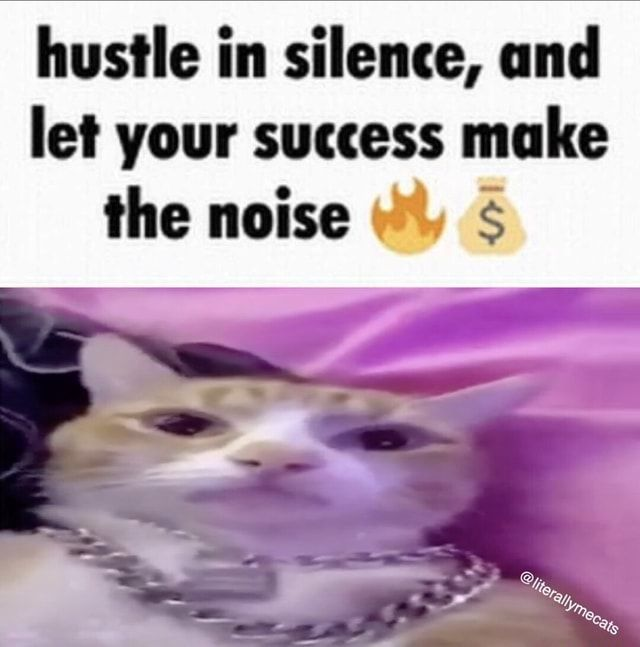 hustle in silence, and
let your success make
the noise 🔥💰
@literallymecats